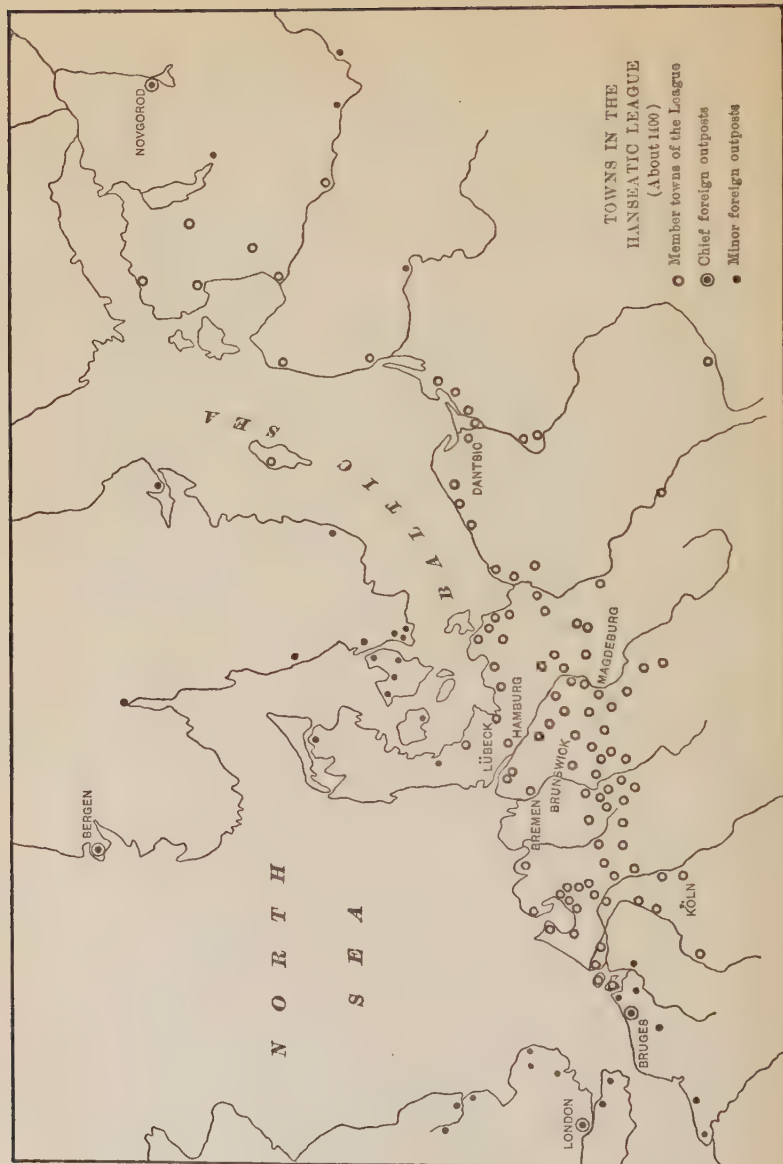 TOWNS IN THE
HANSEATIC LEAGUE
(About 1400)
Member towns of the League
Chief foreign outposts
Minor foreign outposts
NOVGOROD
BERGEN
NORTH
SEA
BALTIC SEA
DANTSIC
LÜBECK
HAMBURG
MAGDEBURG
BREMEN
BRUNSWICK
KÖLN
BRUGES
LONDON